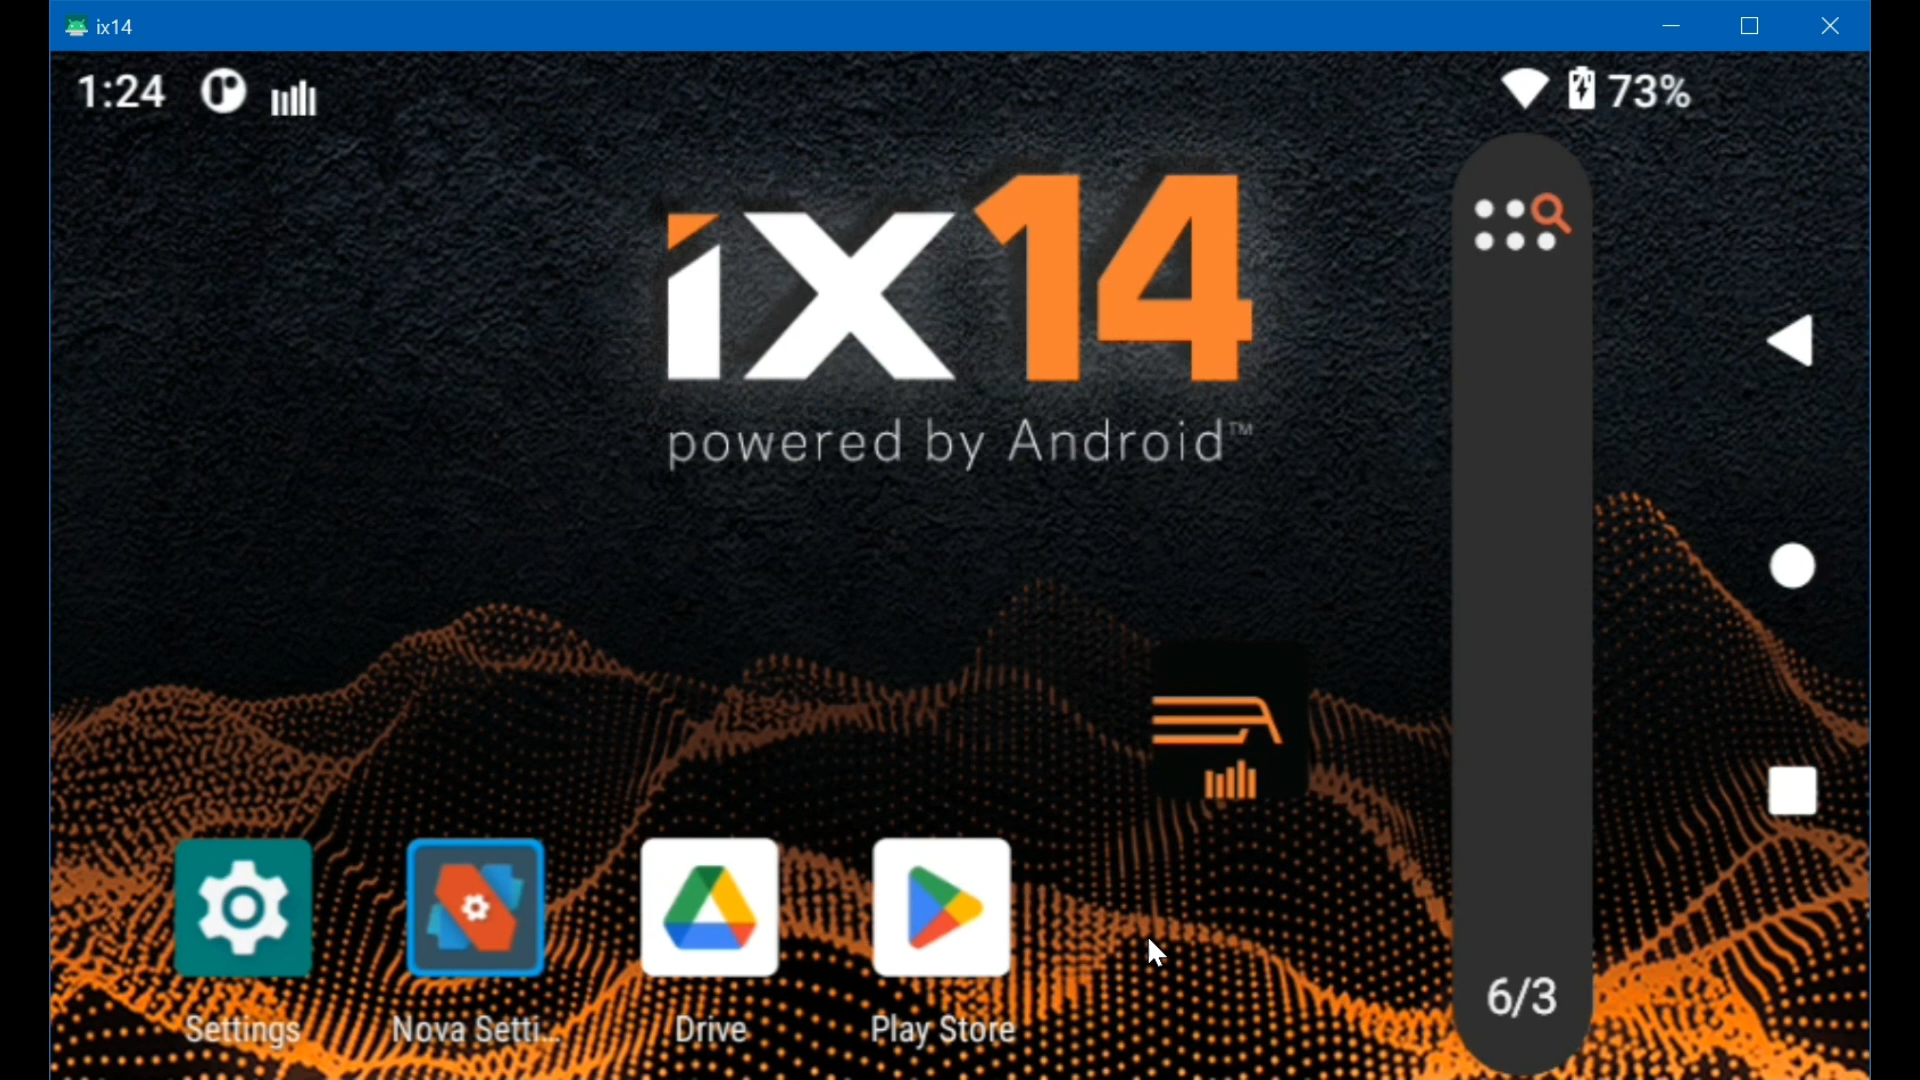 ix14
1:24
73%
ix14
powered by Android™
6/3
Settings
Nova Setti...
Drive
Play Store